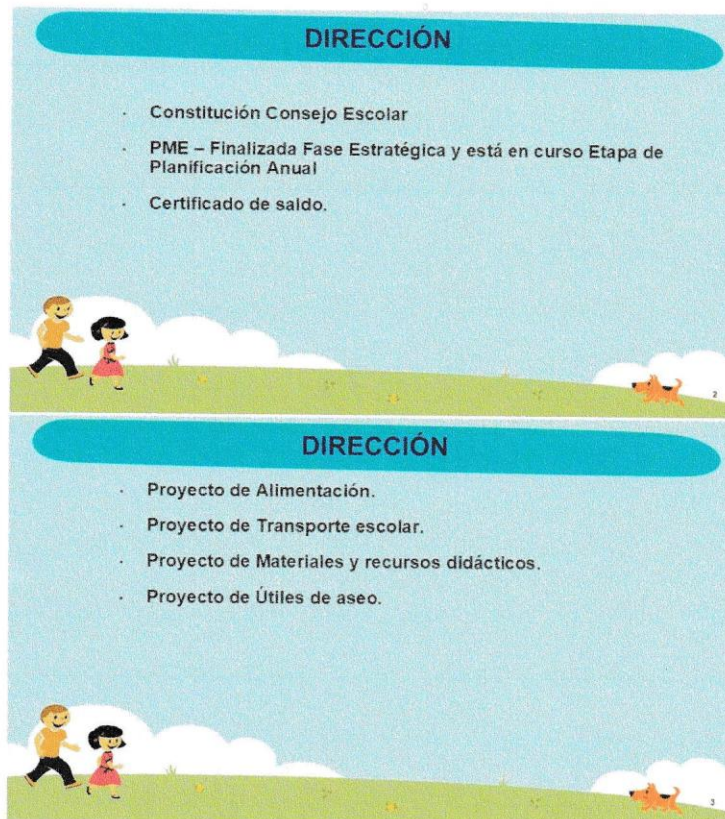 DIRECCIÓN
· Constitución Consejo Escolar
· PME – Finalizada Fase Estratégica y está en curso Etapa de
Planificación Anual
· Certificado de saldo.
2
DIRECCIÓN
· Proyecto de Alimentación.
· Proyecto de Transporte escolar.
· Proyecto de Materiales y recursos didácticos.
· Proyecto de Útiles de aseo.
3